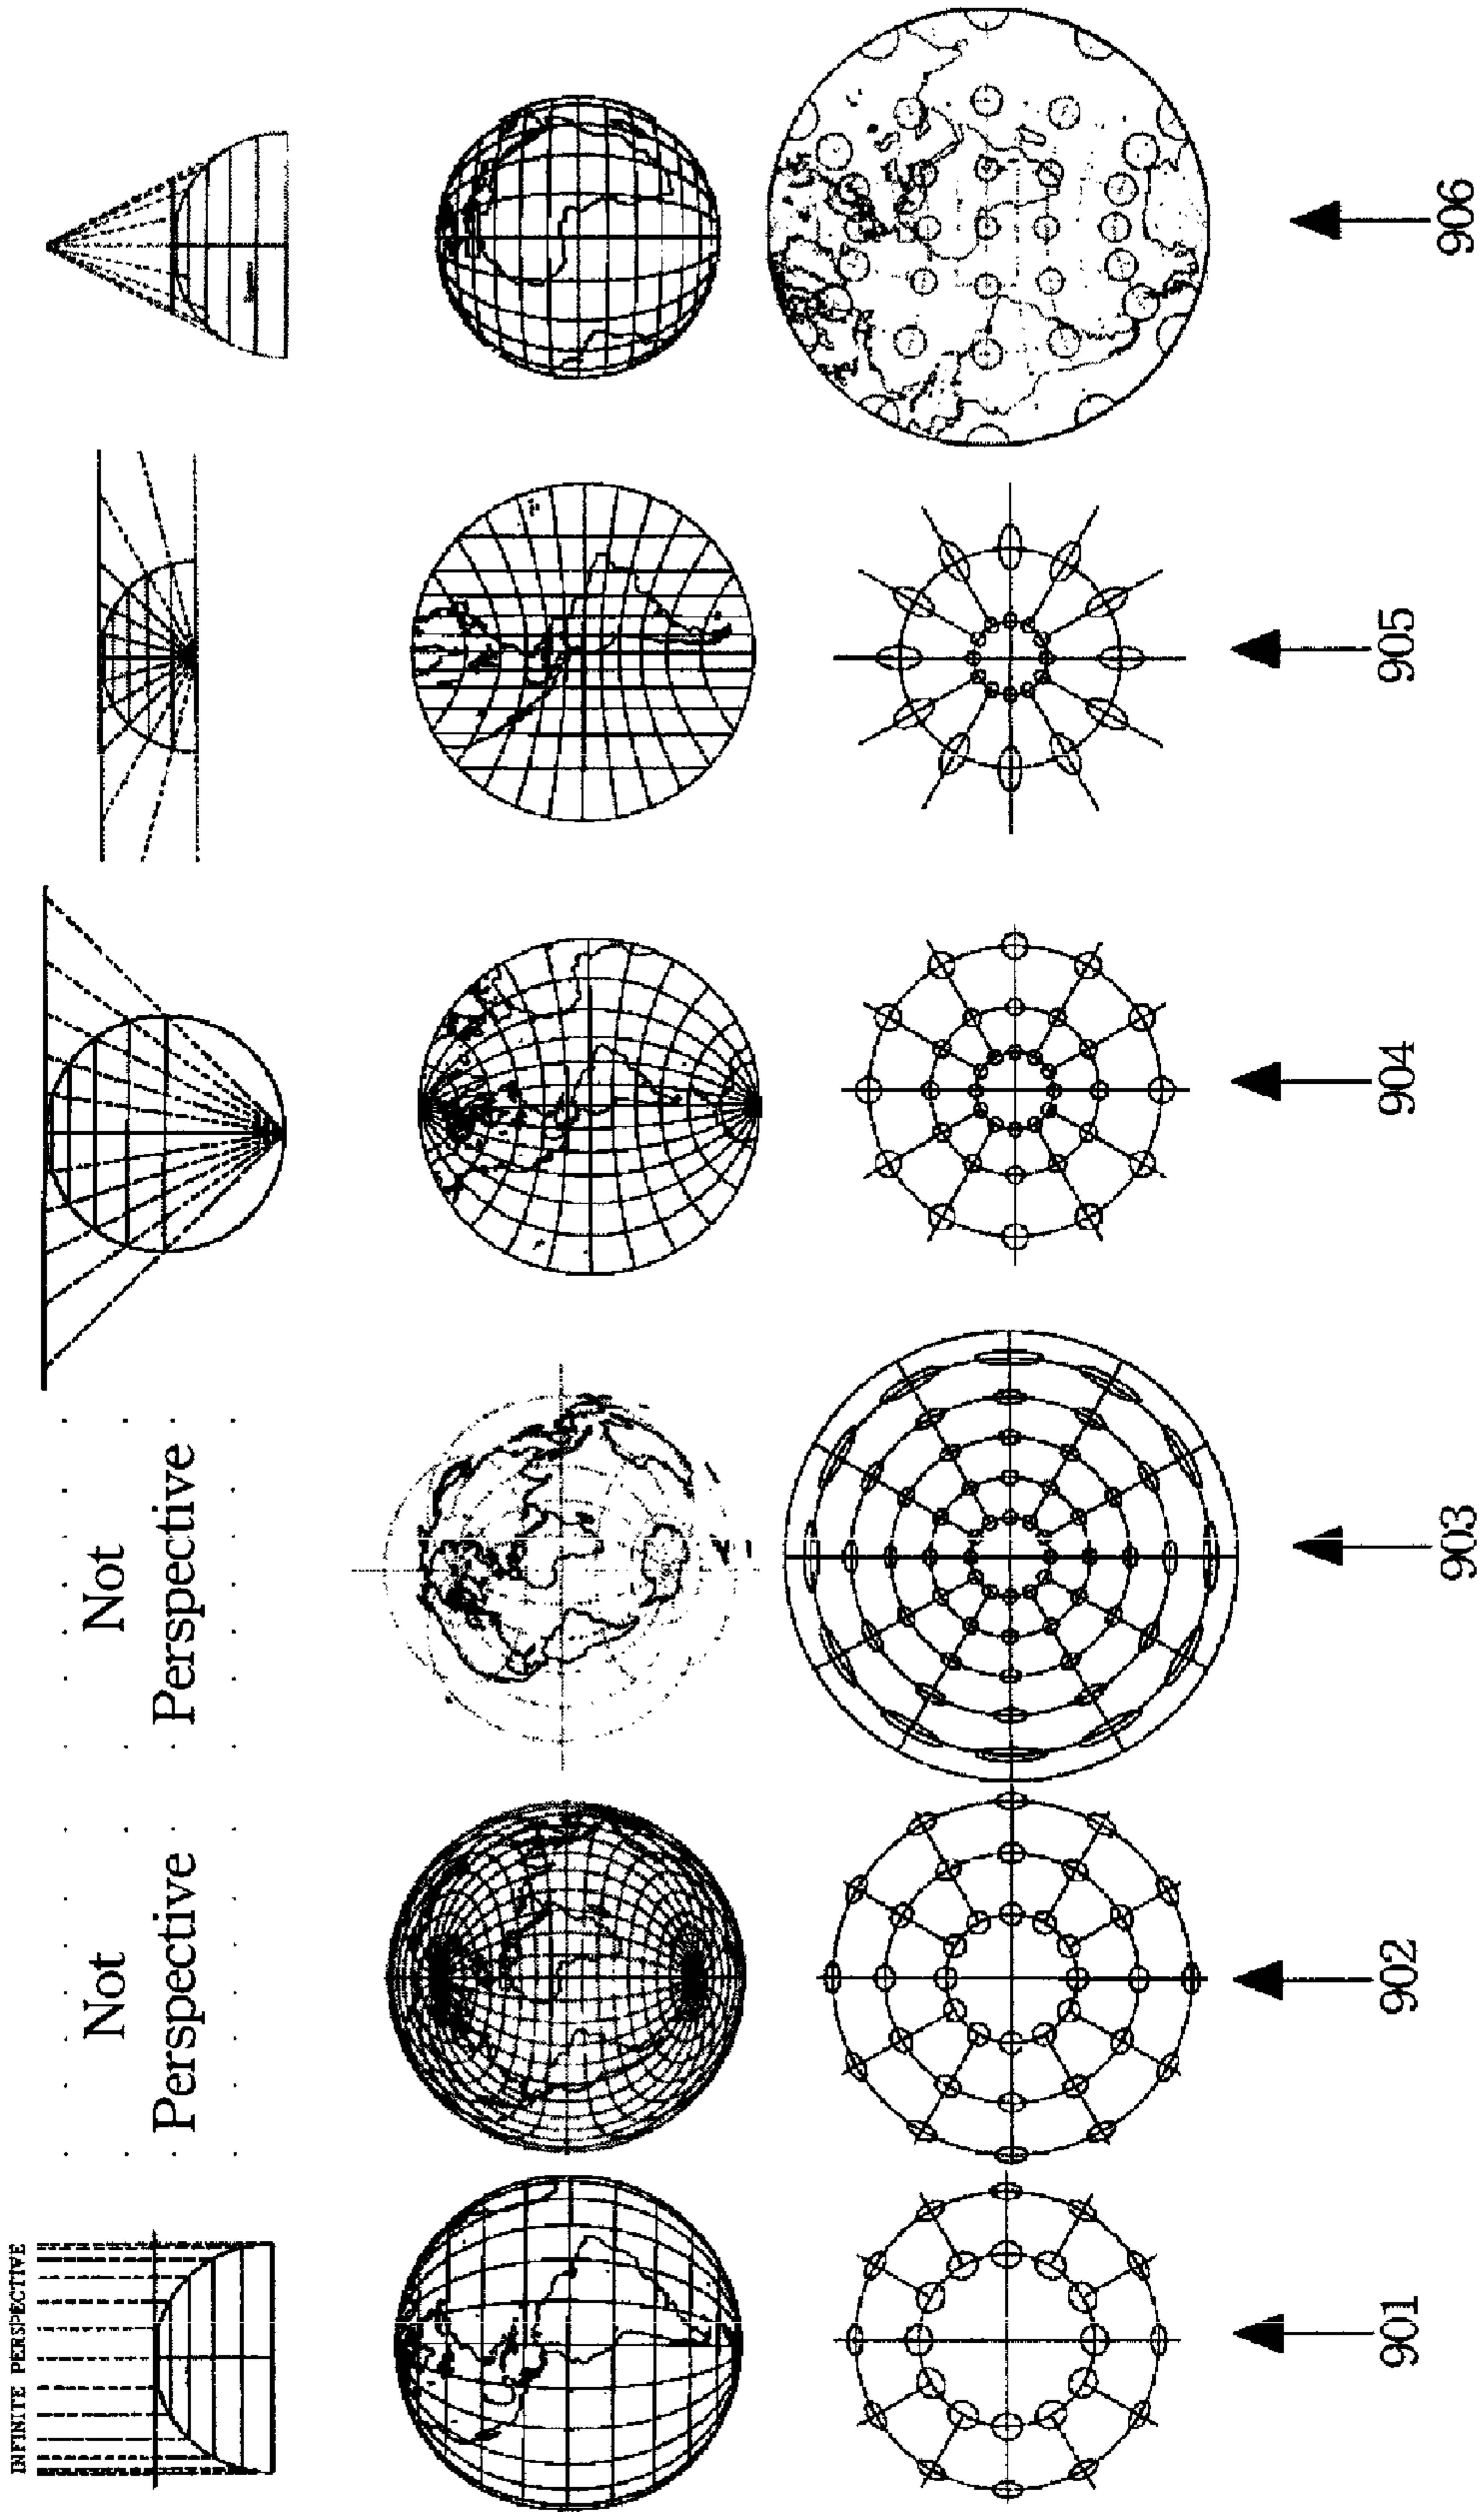 INFINITE PERSPECTIVE
Not
Perspective
Not
Perspective
901
902
903
904
905
906